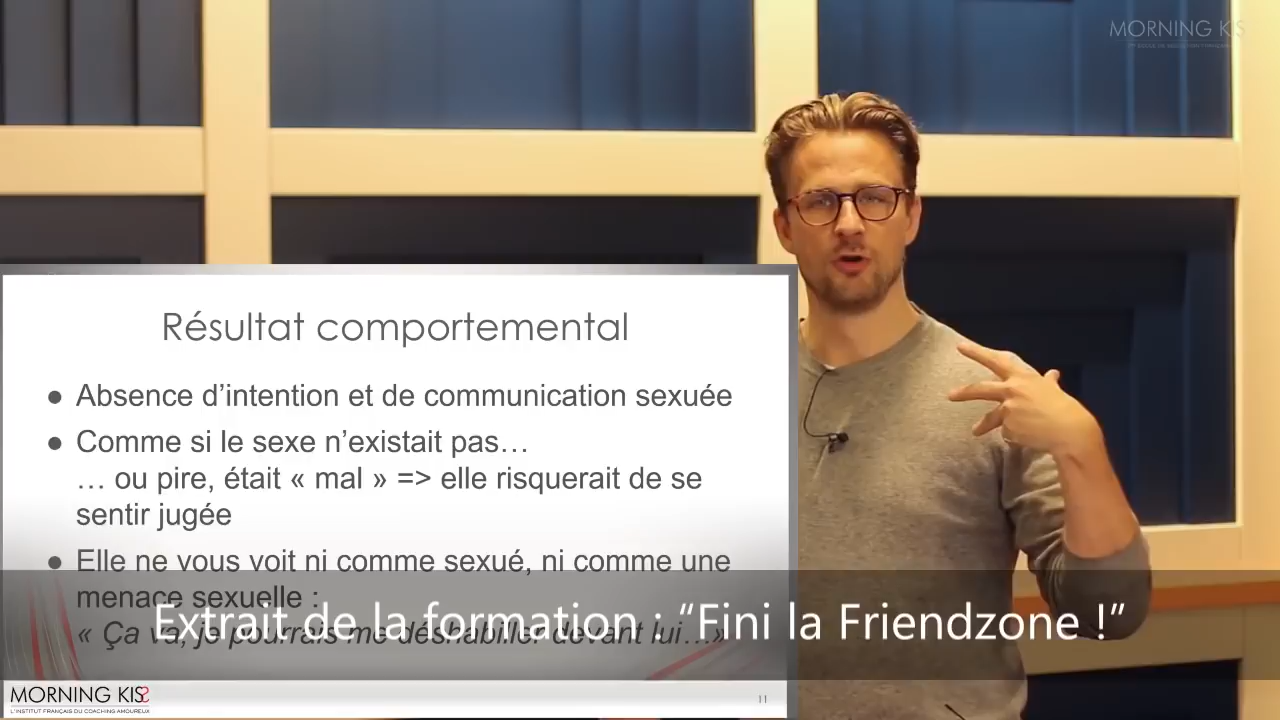 MORNING KIS
Résultat comportemental
● Absence d’intention et de communication sexuée
● Comme si le sexe n’existait pas…
… ou pire, était « mal » => elle risquerait de se
sentir jugée
● Elle ne vous voit ni comme sexué, ni comme une
menace sexuelle :
« Ça va, je pourrais me déshabiller devant lui…»
Extrait de la formation : “Fini la Friendzone !”
MORNING KISS
L'INSTITUT FRANÇAIS DU COACHING AMOUREUX
11